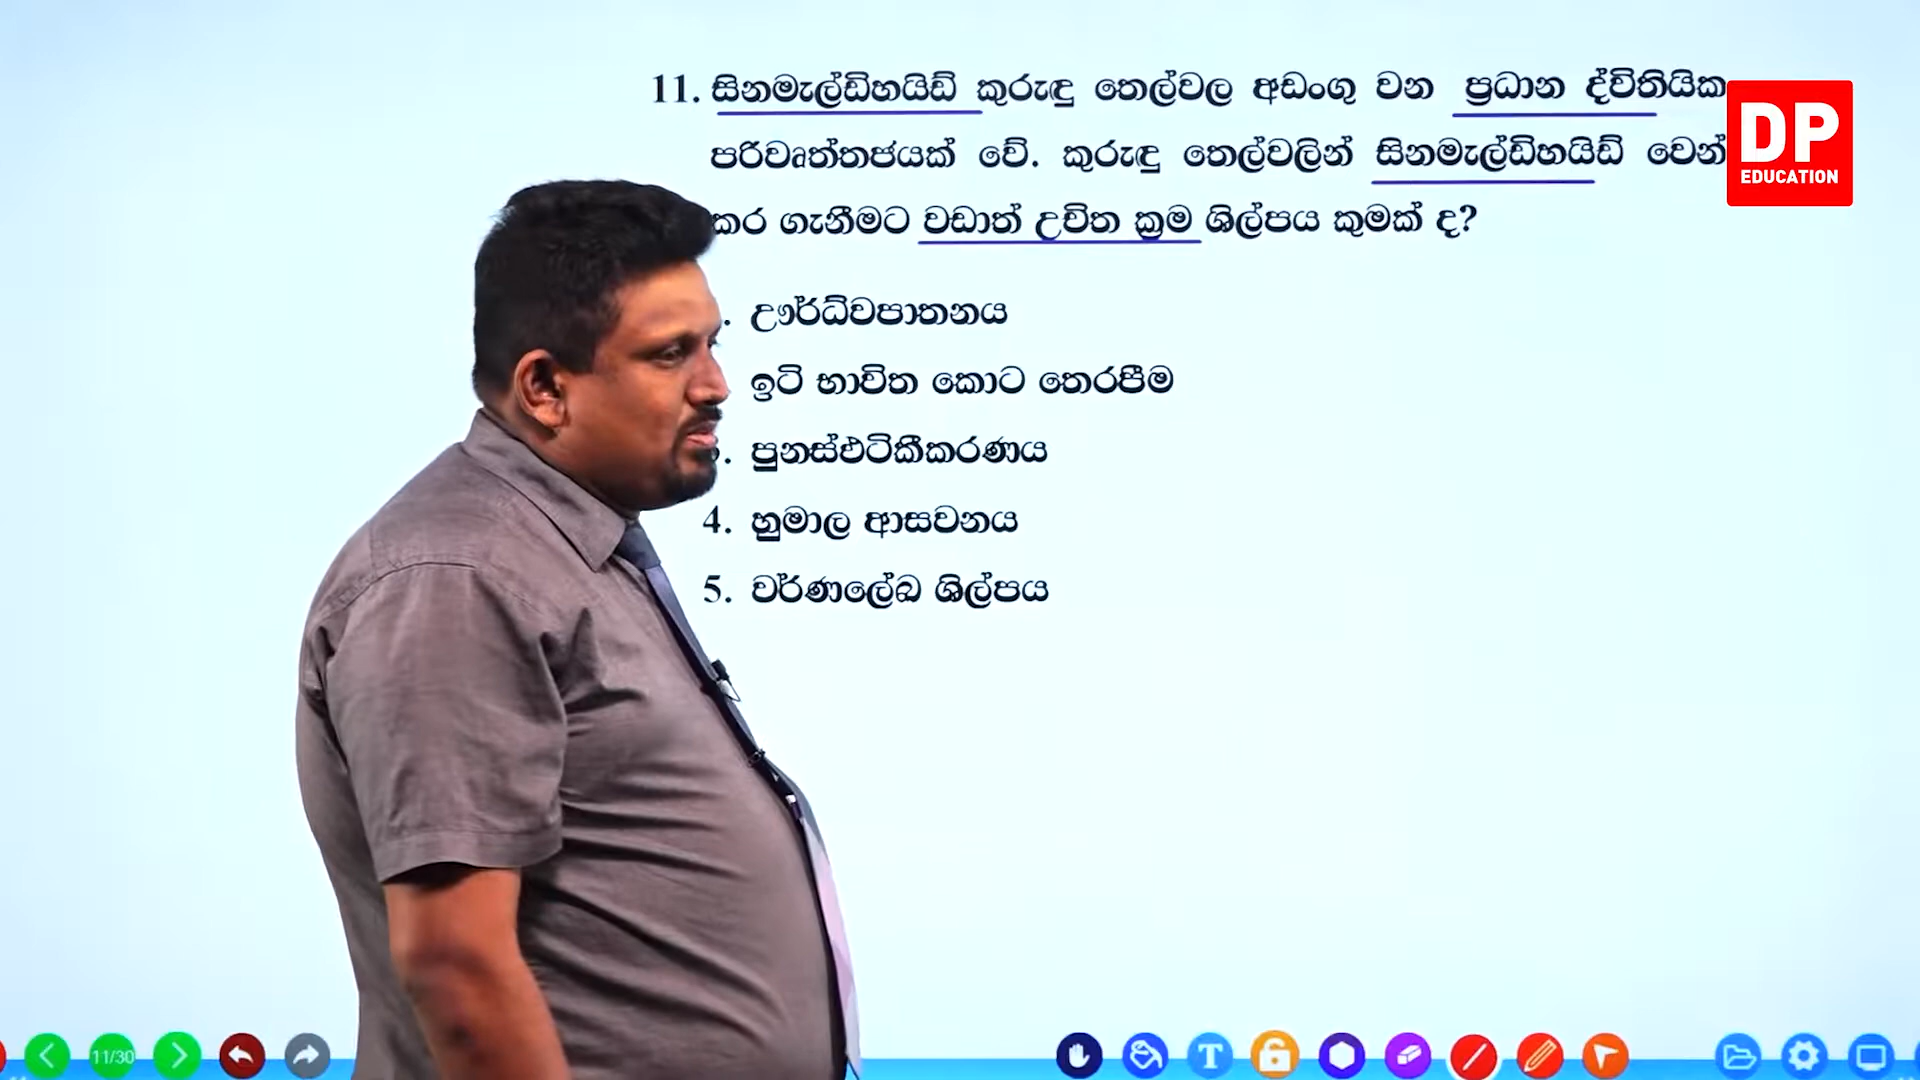 11. සිනමැල්ඩිහයිඩ් කුරුඳු තෙල්වල අඩංගු වන ප්‍රධාන ද්විතියික
පරිවෘත්තජයක් වේ. කුරුඳු තෙල්වලින් සිනමැල්ඩිහයිඩ් වෙන්
කර ගැනීමට වඩාත් උචිත ක්‍රම ශිල්පය කුමක් ද?
DP
EDUCATION
. ඌර්ධ්වපාතනය
ඉටි භාවිත කොට තෙරපීම
. පුනස්ඵටිකීකරණය
4. හුමාල ආසවනය
5. වර්ණලේඛ ශිල්පය
11/30
T